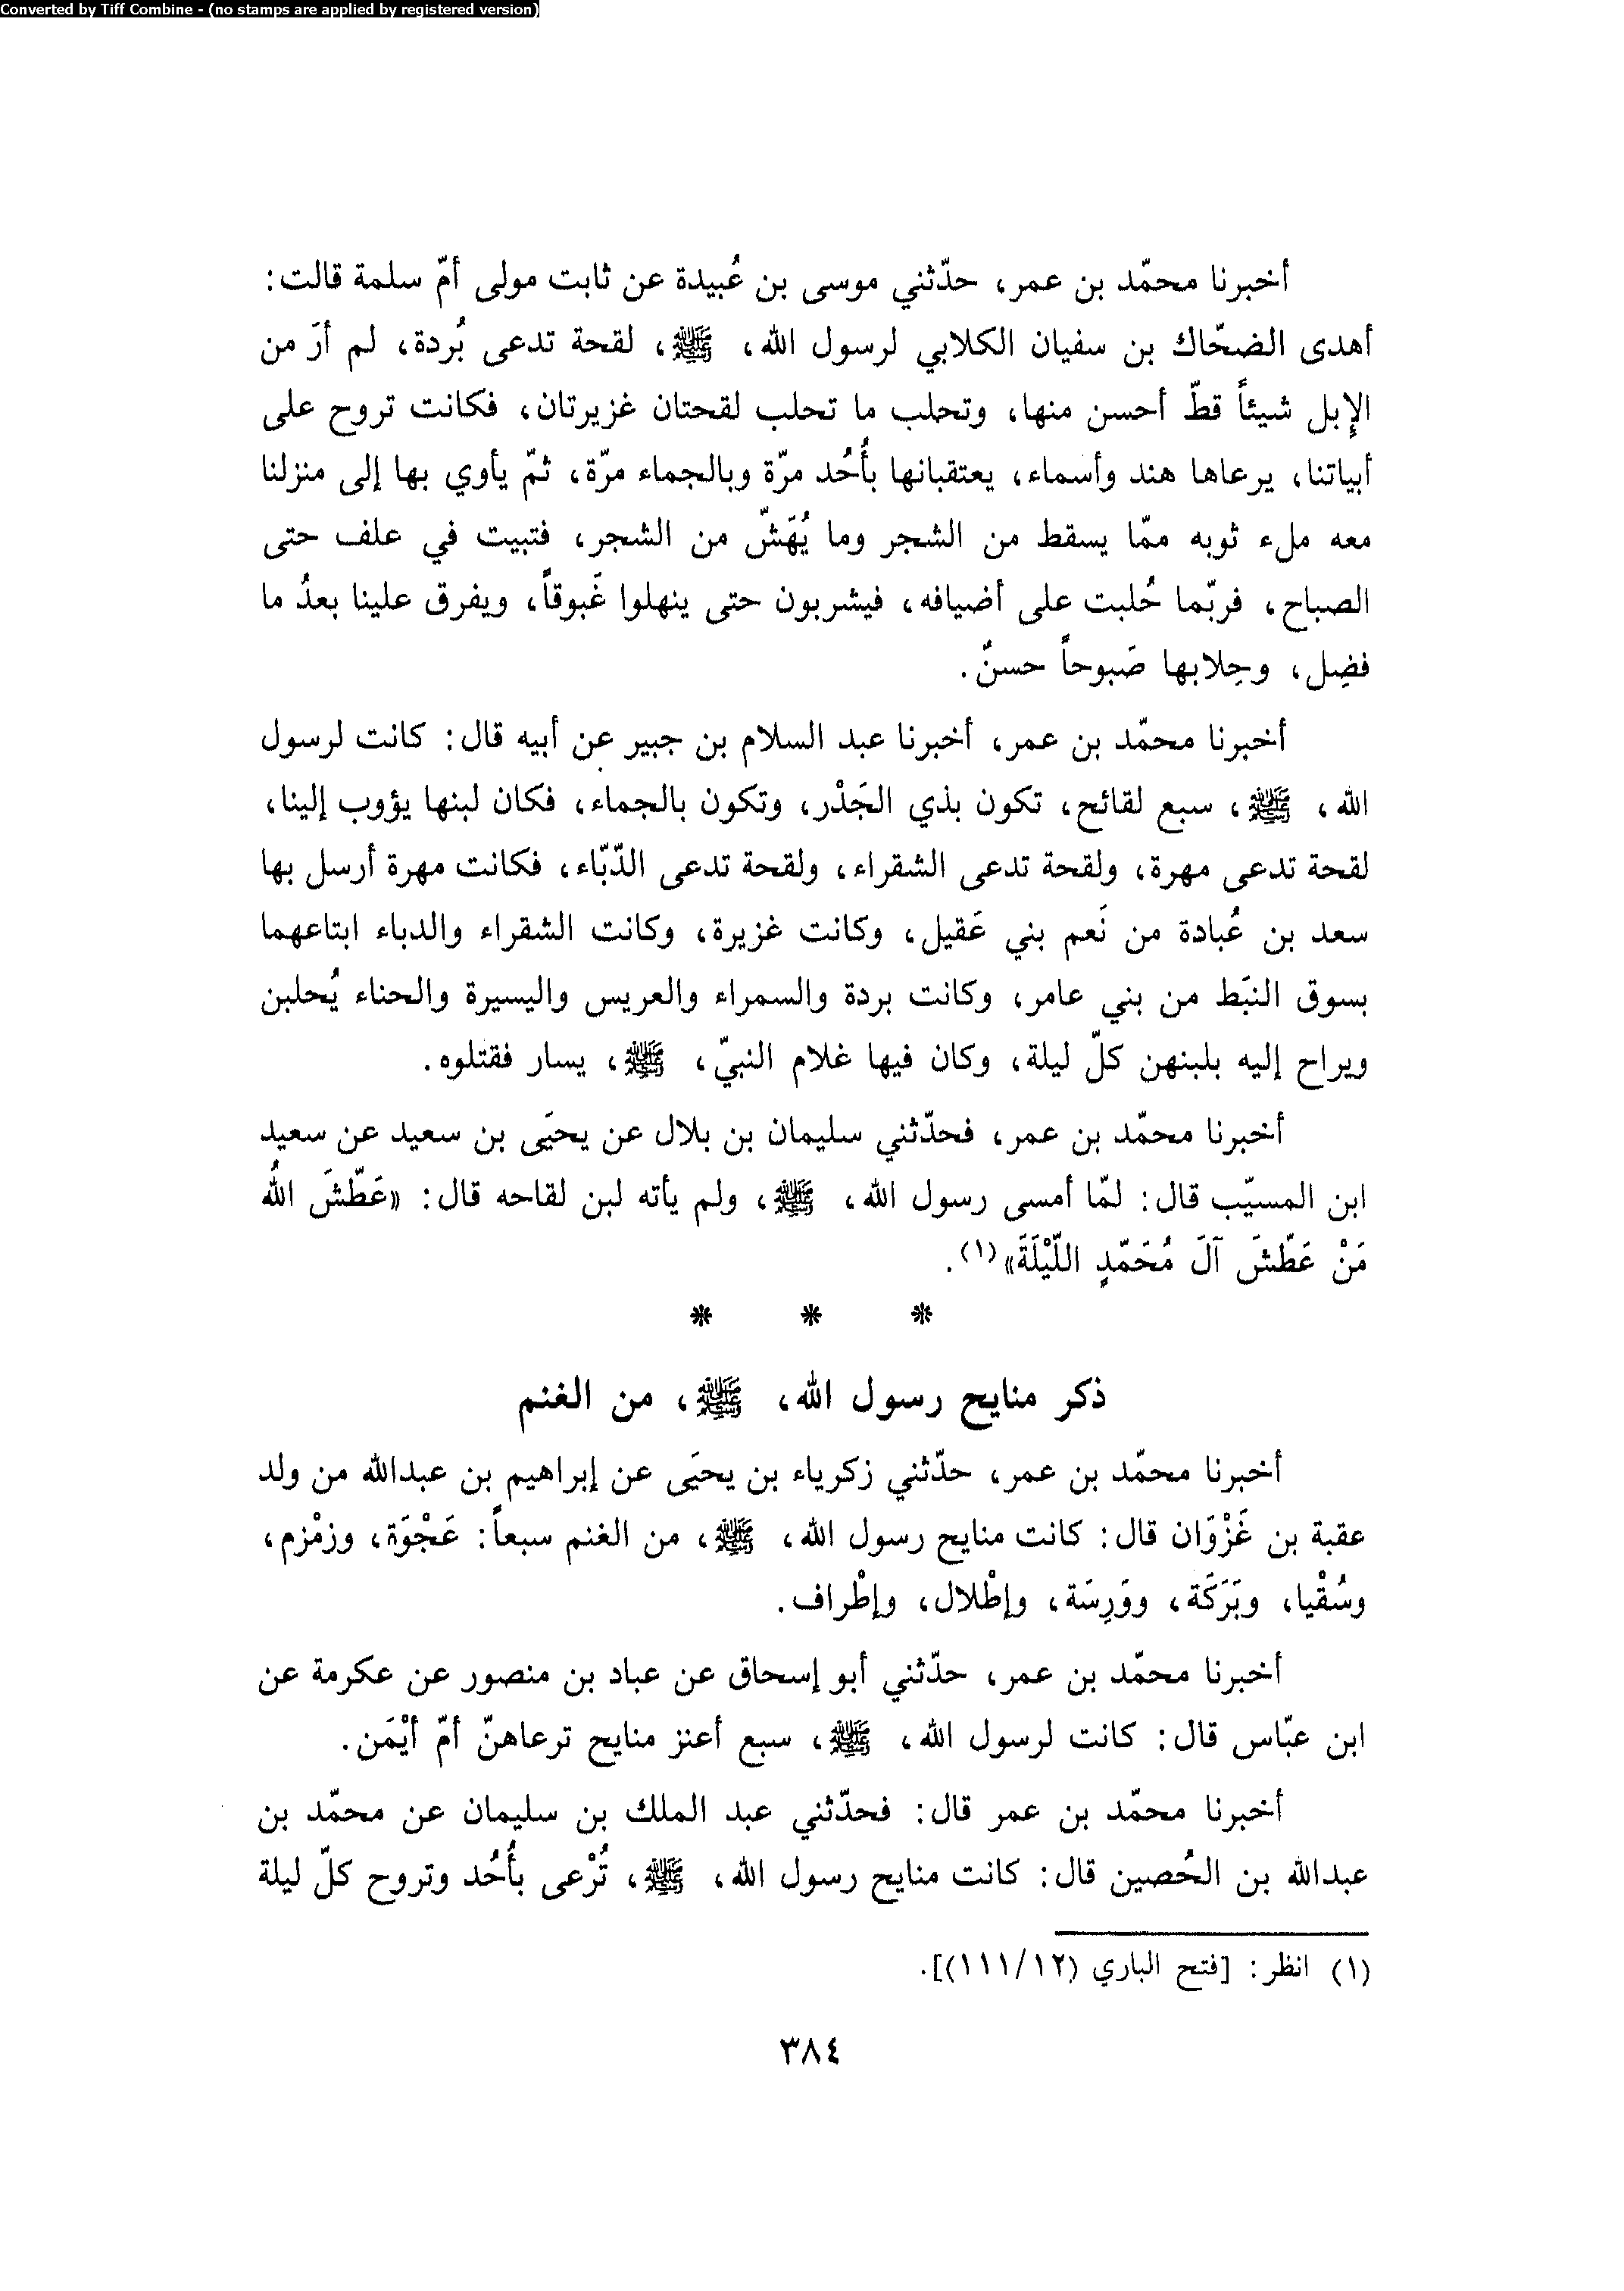 Converted by Tiff Combine - (no stamps are applied by registered version)
أخبرنا محمّد بن عمر، حدّثني موسى بن عُبيدة عن ثابت مولى أمّ سلمة قالت:
أهدى الضحّاك بن سفيان الكلابي لرسول الله، ﷺ، لقحة تدعى بُردة، لم أرَ من
الإبل شيئاً قطّ أحسن منها، وتحلب ما تحلب لقحتان غزيرتان، فكانت تروح على
أبياتنا، يرعاها هند وأسماء، يعتقبانها بأُحُد مرّة وبالجماء مرّة، ثمّ يأوي بها إلى منزلنا
معه ملء ثوبه ممّا يسقط من الشجر وما يُهَشّ من الشجر، فتبيت في علف حتى
الصباح، فربّما حُلبت على أضيافه، فيشربون حتى ينهلوا غَبوقاً، ويفرق علينا بعدُ ما
فضِل، وحِلابها صَبوحاً حسنٌ.
أخبرنا محمّد بن عمر، أخبرنا عبد السلام بن جبير عن أبيه قال: كانت لرسول
الله، ﷺ، سبع لقائح، تكون بذي الجَدْر، وتكون بالجماء، فكان لبنها يؤوب إلينا،
لقحة تدعى مهرة، ولقحة تدعى الشقراء، ولقحة تدعى الدّبّاء، فكانت مهرة أرسل بها
سعد بن عُبادة من نَعم بني عَقيل، وكانت غزيرة، وكانت الشقراء والدباء ابتاعهما
بسوق النبَط من بني عامر، وكانت بردة والسمراء والعريس واليسيرة والحناء يُحلبن
ويراح إليه بلبنهن كلّ ليلة، وكان فيها غلام النبيّ، ﷺ، يسار فقتلوه.
أخبرنا محمّد بن عمر، فحدّثني سليمان بن بلال عن يحيَى بن سعيد عن سعيد
ابن المسيّب قال: لمّا أمسى رسول الله، ﷺ، ولم يأته لبن لقاحه قال: «عَطّشَ اللهُ
مَنْ عَطّشَ آلَ مُحَمّدٍ اللّيْلَةَ»(١).
* * *
ذكر منايح رسول الله، ﷺ، من الغنم
أخبرنا محمّد بن عمر، حدّثني زكرياء بن يحيَى عن إبراهيم بن عبدالله من ولد
عقبة بن غَزْوَان قال: كانت منايح رسول الله، ﷺ، من الغنم سبعاً: عَجْوَة، وزمْزم،
وسُقْيا، وبَرَكَة، ووَرِسَة، وإطْلال، وإطْراف.
أخبرنا محمّد بن عمر، حدّثني أبو إسحاق عن عباد بن منصور عن عكرمة عن
ابن عبّاس قال: كانت لرسول الله، ﷺ، سبع أعنز منايح ترعاهنّ أمّ أيْمَن.
أخبرنا محمّد بن عمر قال: فحدّثني عبد الملك بن سليمان عن محمّد بن
عبدالله بن الحُصين قال: كانت منايح رسول الله، ﷺ، تُرْعى بأُحُد وتروح كلّ ليلة
(١) انظر: [فتح الباري (١١١/١٢)].
٣٨٤